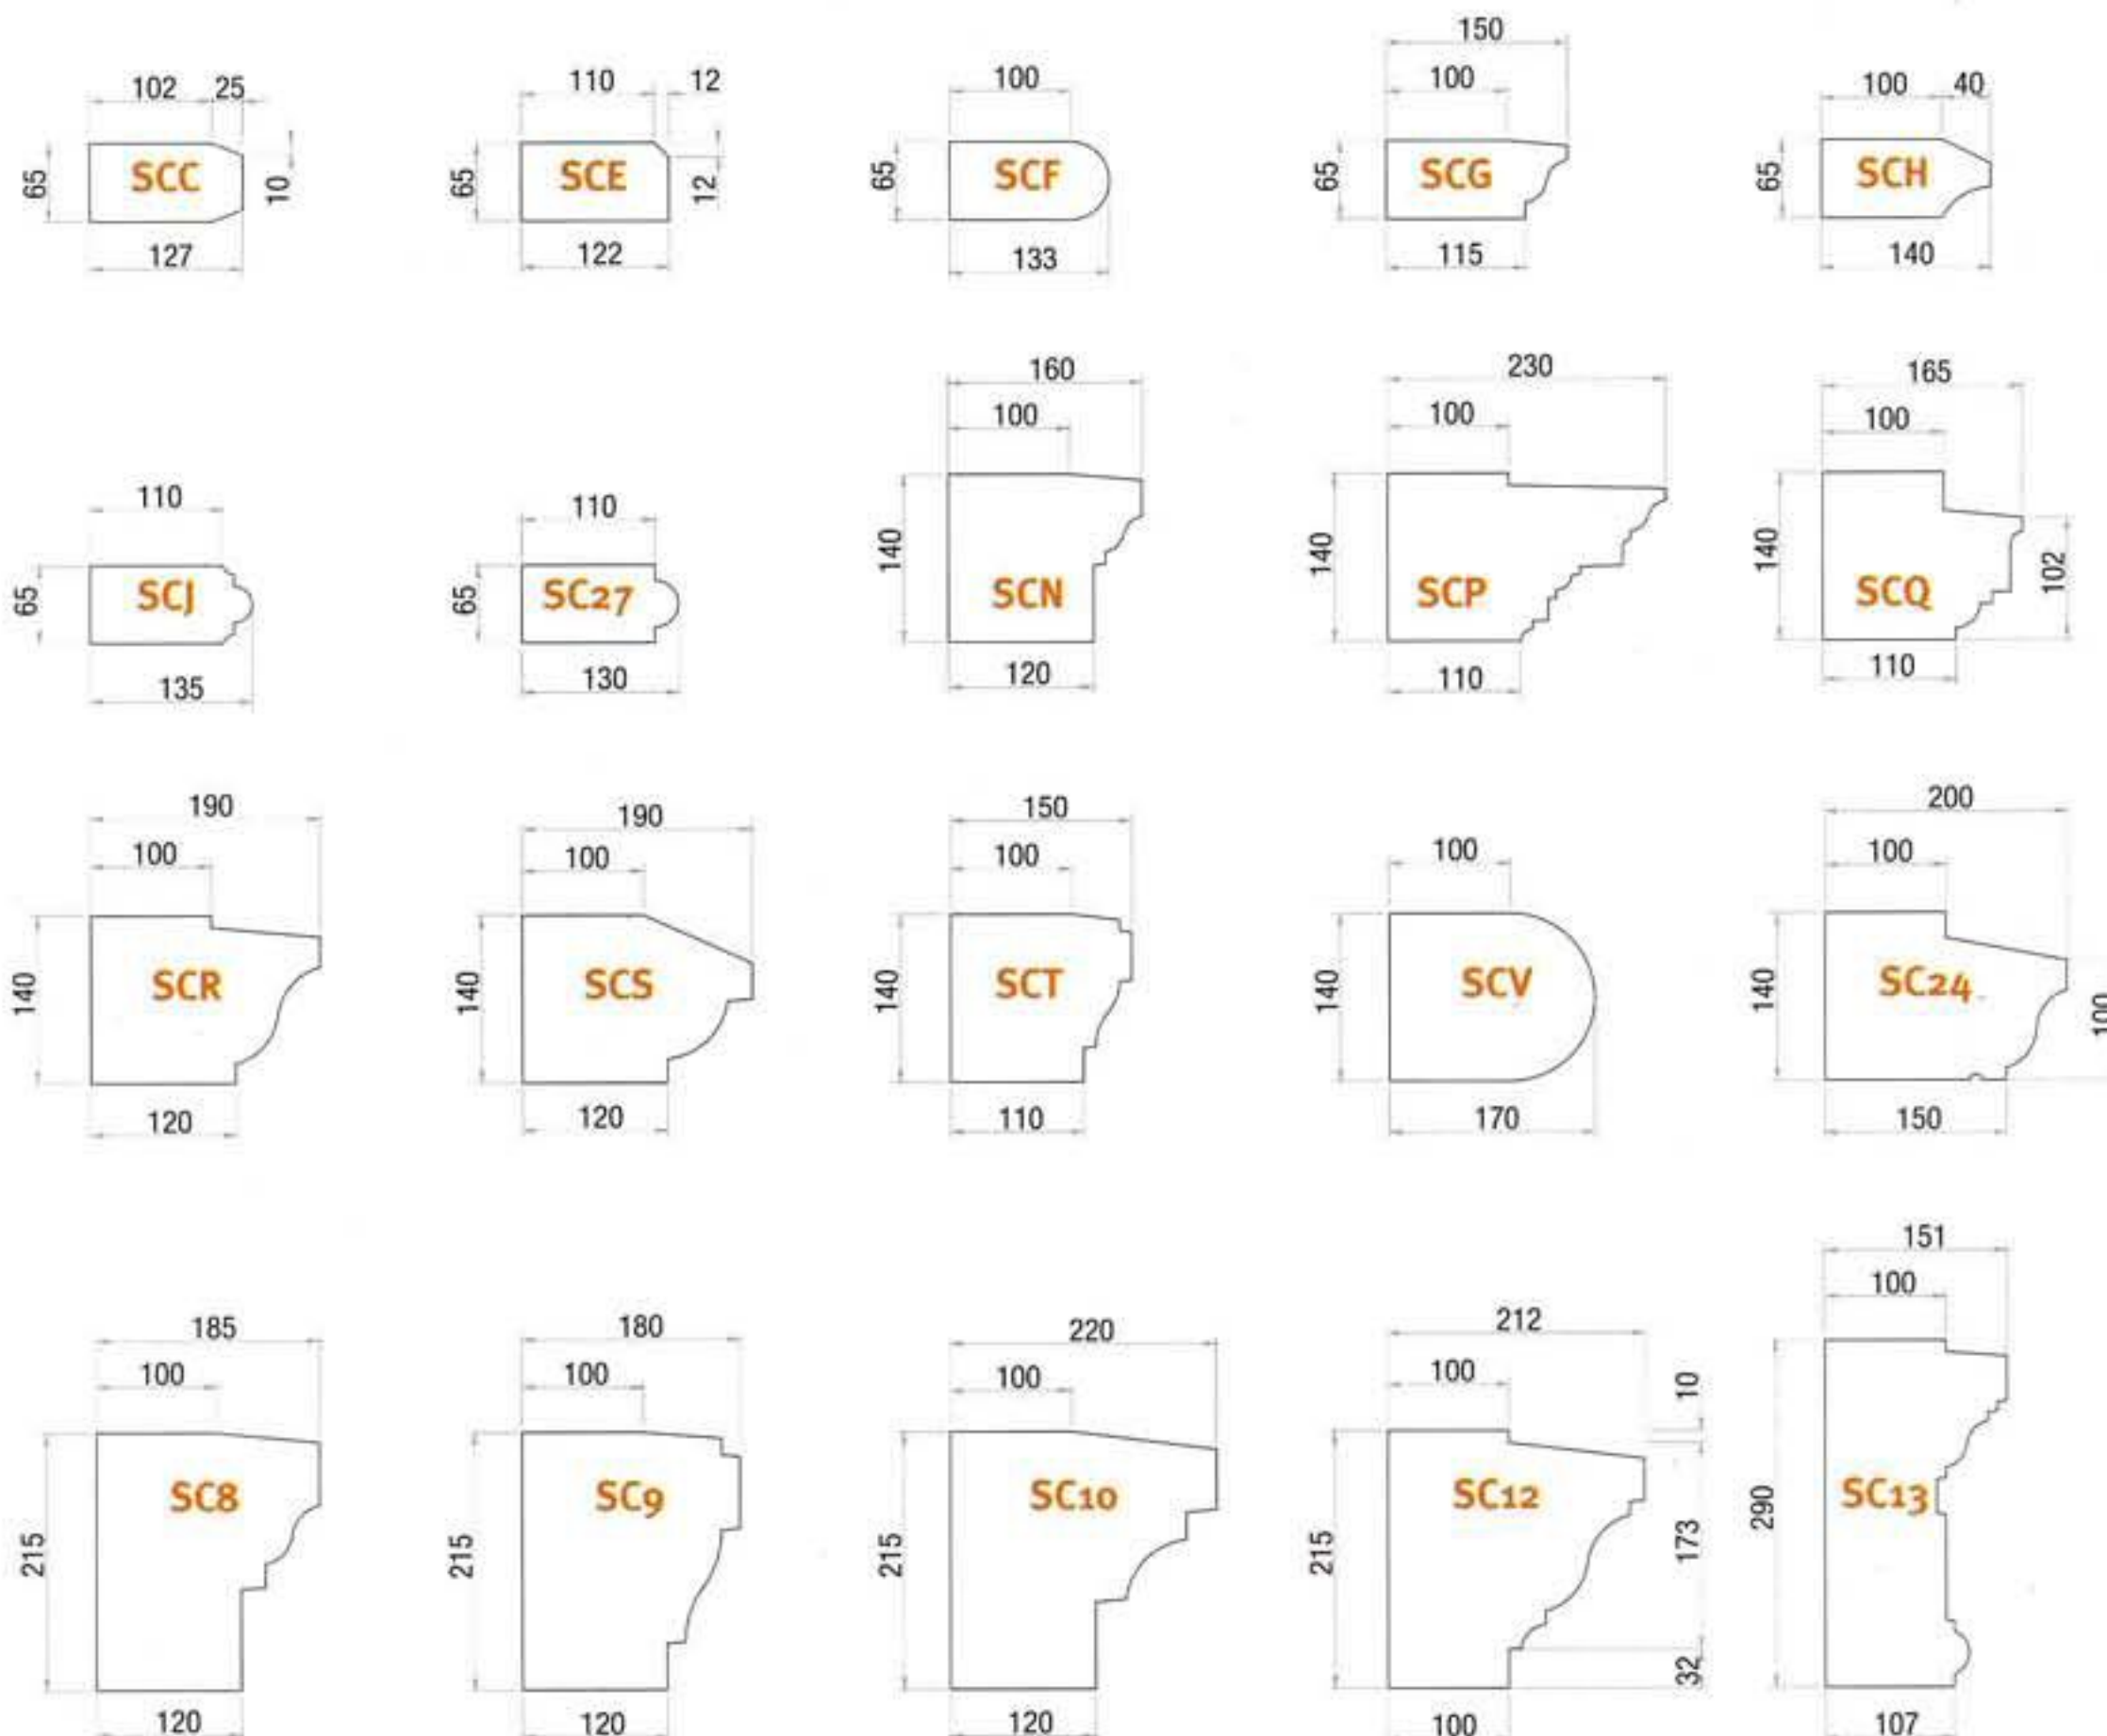 102 25
65 SCC 10
127
110 12
65 SCE 12
122
100
65 SCF
133
150
100
65 SCG
115
100 40
65 SCH
140
110
65 SCJ
135
110
65 SC27
130
160
100
140 SCN
120
230
100
140 SCP
110
165
100
140 SCQ 102
110
190
100
140 SCR
120
190
100
140 SCS
120
150
100
140 SCT
110
100
140 SCV
170
200
100
140 SC24 100
150
185
100
215 SC8
120
180
100
215 SC9
120
220
100
215 SC10
120
212
100 10
215 SC12 173
32
100
151
100
290 SC13
107